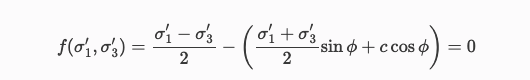 f(σ′₁,σ′₃) = (σ′₁ − σ′₃)/2 − ((σ′₁ + σ′₃)/2 sin ϕ + c cos ϕ) = 0